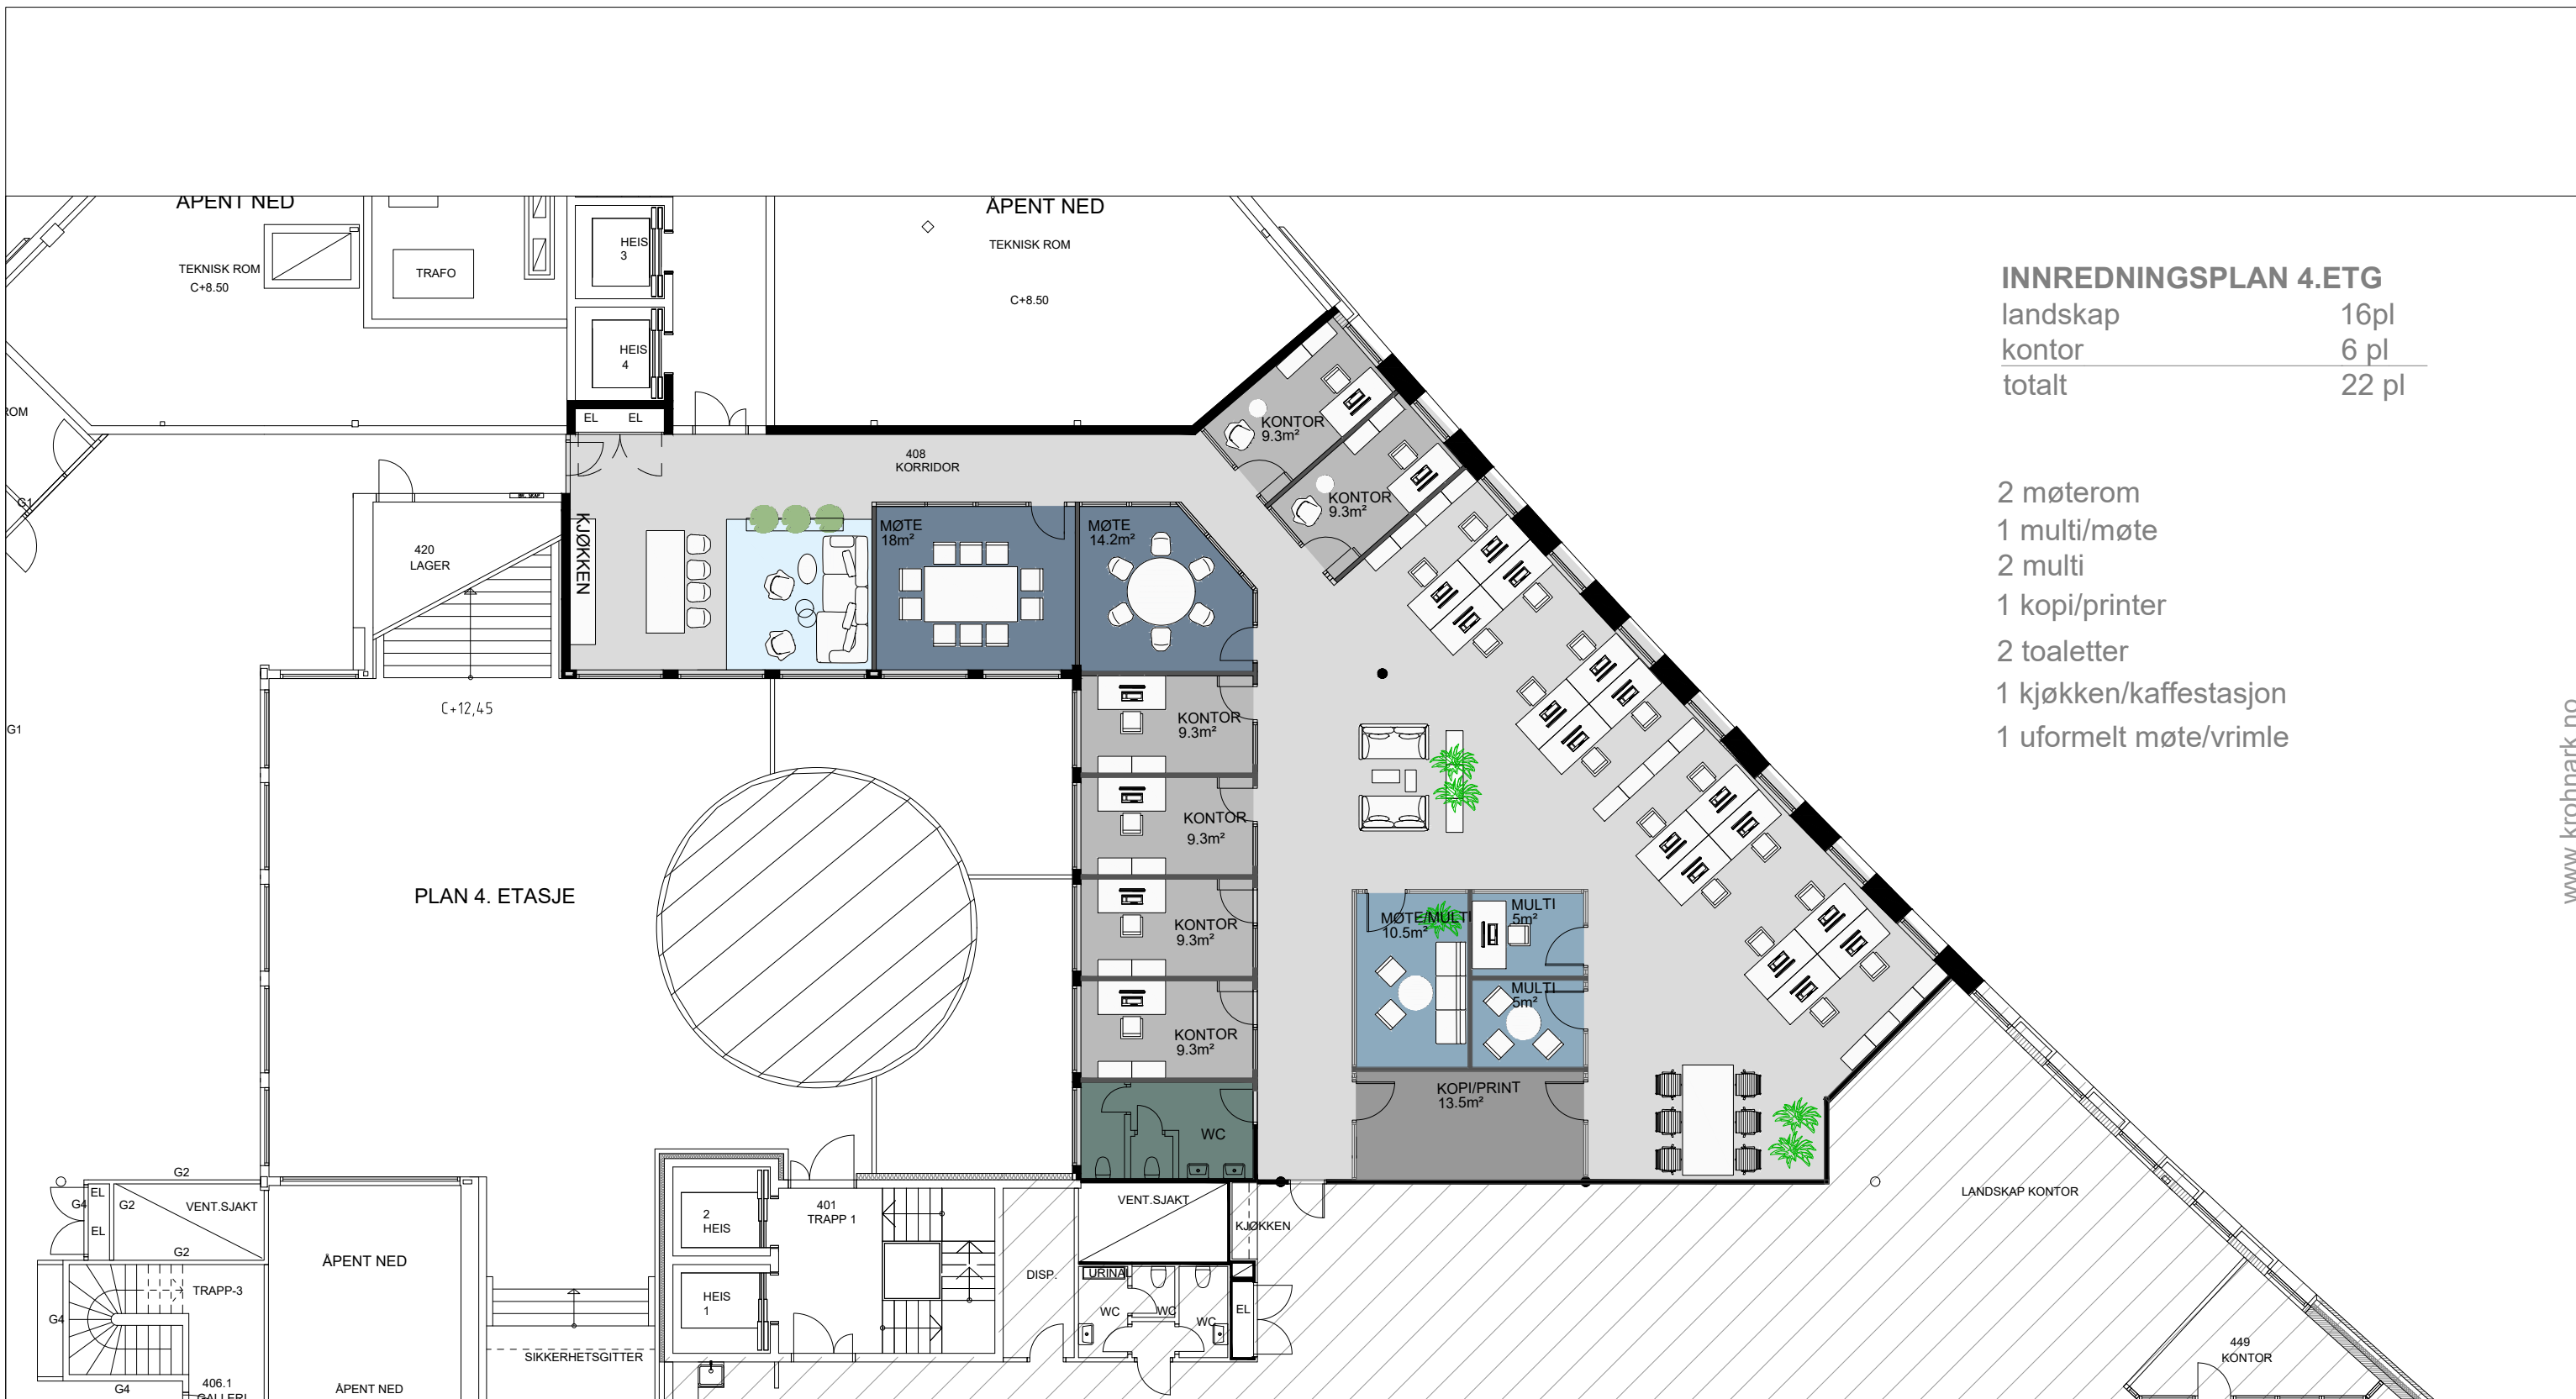 ÅPENT NED
ÅPENT NED
TEKNISK ROM
C+8.50
TRAFO
HEIS
3
HEIS
4
TEKNISK ROM
C+8.50
INNREDNINGSPLAN 4.ETG
landskap 16pl
kontor 6 pl
totalt 22 pl
2 møterom
1 multi/møte
2 multi
1 kopi/printer
2 toaletter
1 kjøkken/kaffestasjon
1 uformelt møte/vrimle
www.krohnark.no
EL EL
408
KORRIDOR
KONTOR
9.3m²
KONTOR
9.3m²
G1
KJØKKEN
MØTE
18m²
MØTE
14.2m²
420
LAGER
C+12,45
G1
KONTOR
9.3m²
KONTOR
9.3m²
KONTOR
9.3m²
KONTOR
9.3m²
PLAN 4. ETASJE
MØTE/MULTI
10.5m²
MULTI
5m²
MULTI
5m²
KOPI/PRINT
13.5m²
WC
G2
EL
G4
G2
VENT.SJAKT
EL
G2
2
HEIS
401
TRAPP 1
VENT.SJAKT
KJØKKEN
LANDSKAP KONTOR
ÅPENT NED
TRAPP-3
G4
HEIS
1
DISP.
URINAL
WC
WC
WC
EL
SIKKERHETSGITTER
449
KONTOR
406.1
GALLERI
G4
ÅPENT NED